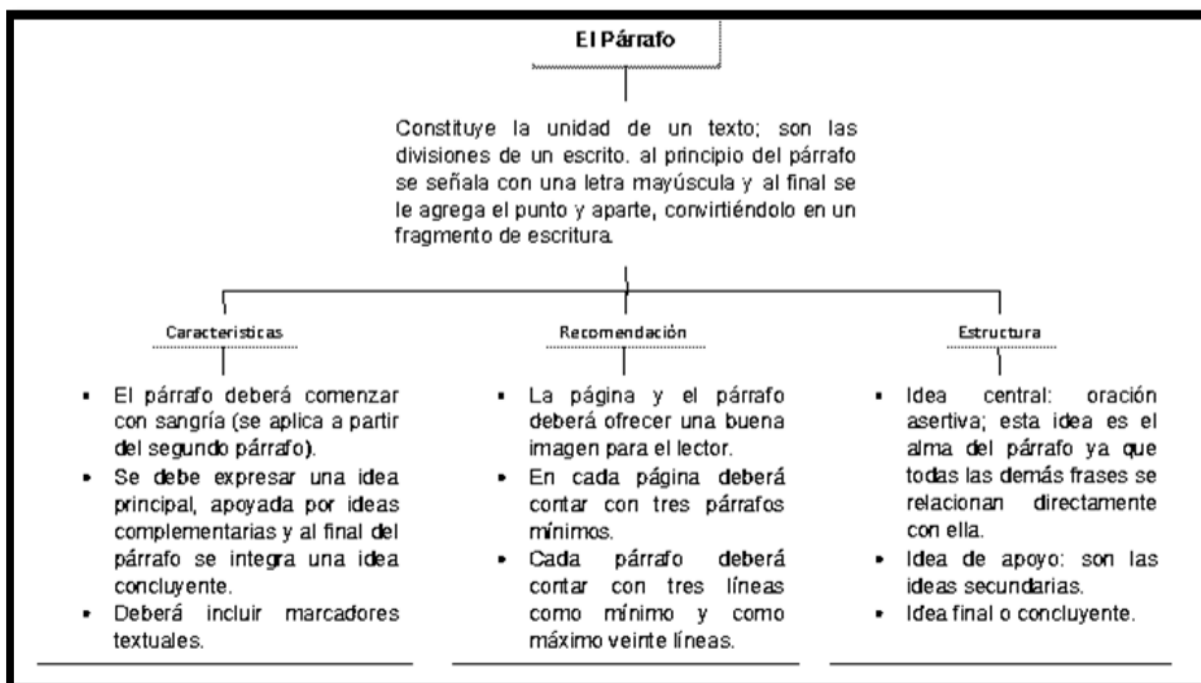 El Párrafo
Constituye la unidad de un texto; son las
divisiones de un escrito. al principio del párrafo
se señala con una letra mayúscula y al final se
le agrega el punto y aparte, convirtiéndolo en un
fragmento de escritura.
Caracteristicas
▪ El párrafo deberá comenzar
con sangría (se aplica a partir
del segundo párrafo).
▪ Se debe expresar una idea
principal, apoyada por ideas
complementarias y al final del
párrafo se integra una idea
concluyente.
▪ Deberá incluir marcadores
textuales.
Recomendación
▪ La página y el párrafo
deberá ofrecer una buena
imagen para el lector.
▪ En cada página deberá
contar con tres párrafos
mínimos.
▪ Cada párrafo deberá
contar con tres líneas
como mínimo y como
máximo veinte líneas.
Estructura
▪ Idea central: oración
asertiva; esta idea es el
alma del párrafo ya que
todas las demás frases se
relacionan directamente
con ella.
▪ Idea de apoyo: son las
ideas secundarias.
▪ Idea final o concluyente.